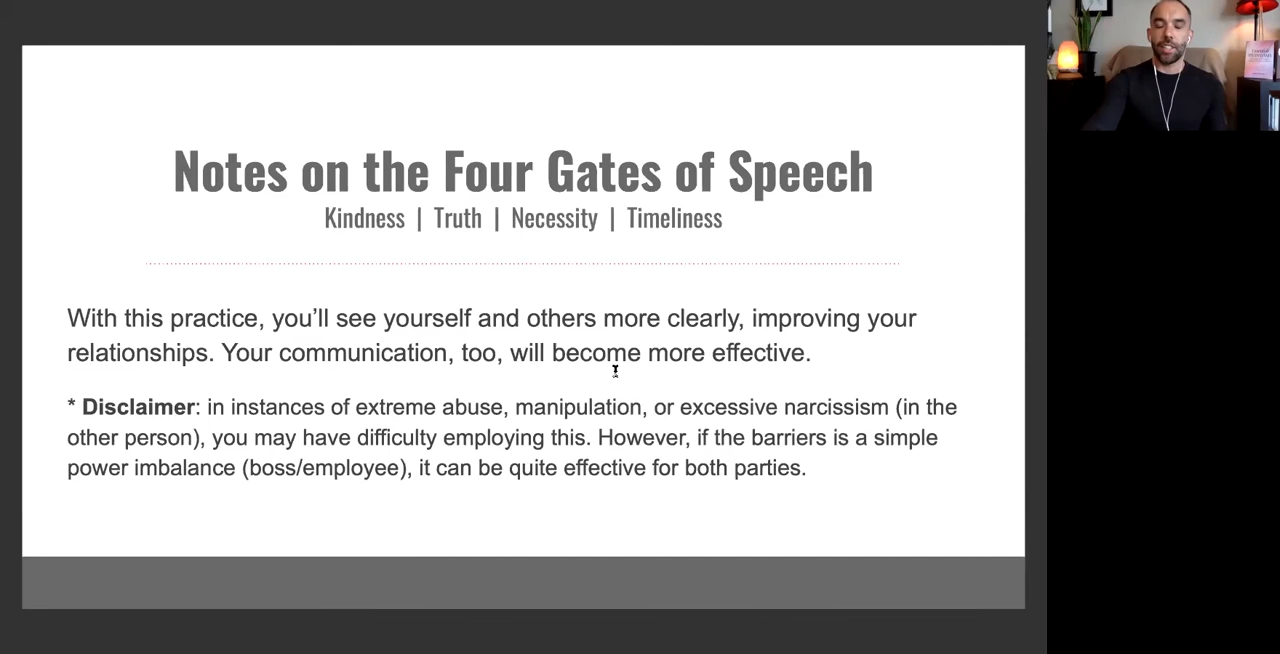 Notes on the Four Gates of Speech
Kindness | Truth | Necessity | Timeliness
With this practice, you’ll see yourself and others more clearly, improving your
relationships. Your communication, too, will become more effective.
* Disclaimer: in instances of extreme abuse, manipulation, or excessive narcissism (in the
other person), you may have difficulty employing this. However, if the barriers is a simple
power imbalance (boss/employee), it can be quite effective for both parties.